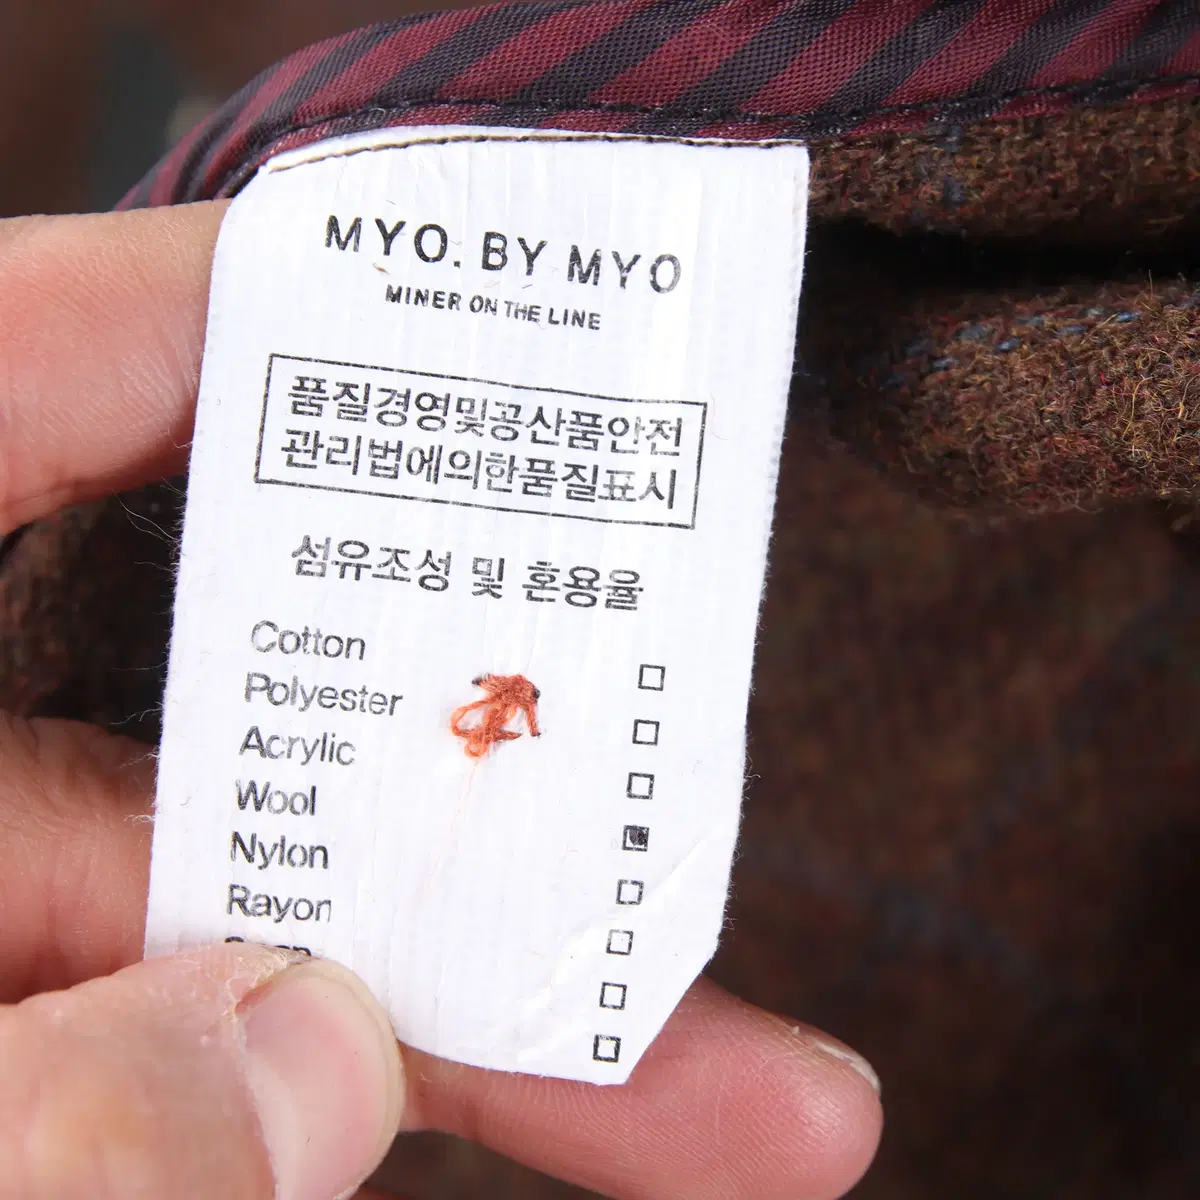 MYO. BY MYO
MINER ON THE LINE
품질경영및공산품안전
관리법에의한품질표시
섬유조성 및 혼용율
Cotton □
Polyester □
Acrylic □
Wool ■
Nylon □
Rayon □
□
□